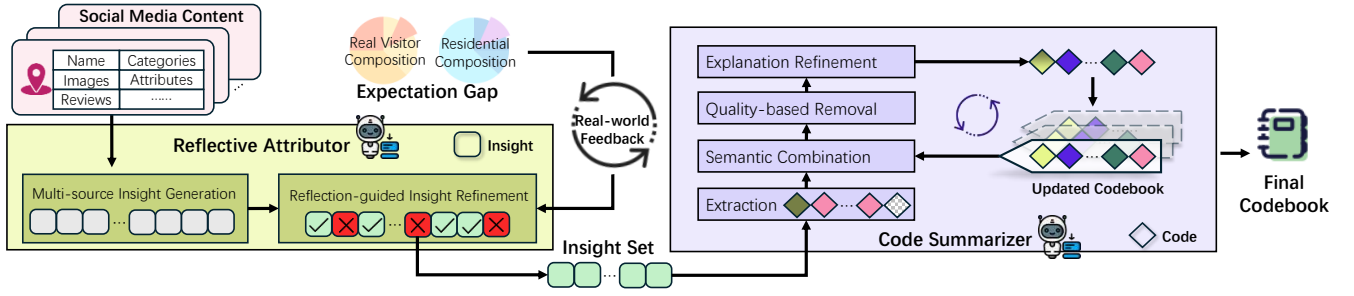 Social Media Content
Name
Categories
Images
Attributes
Reviews
......
Real Visitor
Composition
Residential
Composition
Expectation Gap
Real-world
Feedback
Reflective Attributor
Insight
Multi-source Insight Generation
...
Reflection-guided Insight Refinement
...
Insight Set
...
Explanation Refinement
Quality-based Removal
Semantic Combination
Extraction
...
...
...
Updated Codebook
Code Summarizer
Code
Final
Codebook